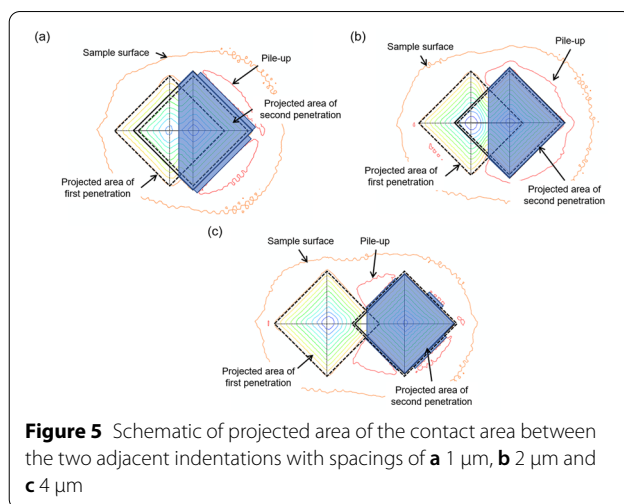 (a)
Sample surface
Pile-up
Projected area of
second penetration
Projected area of
first penetration
(b)
Sample surface
Pile-up
Projected area of
first penetration
Projected area of
second penetration
(c)
Sample surface
Pile-up
Projected area of
first penetration
Projected area of
second penetration
Figure 5 Schematic of projected area of the contact area between
the two adjacent indentations with spacings of a 1 μm, b 2 μm and
c 4 μm